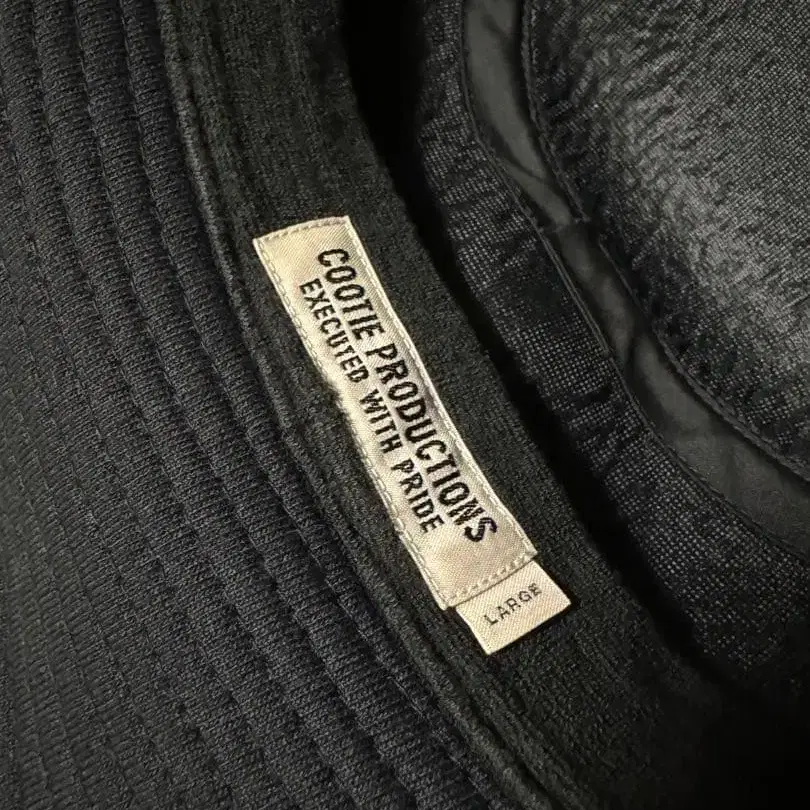 COOTIE PRODUCTIONS
EXECUTED WITH PRIDE
LARGE